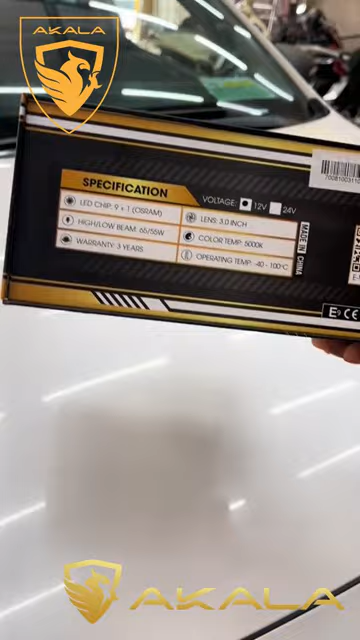 AKALA
SPECIFICATION
VOLTAGE: 12V 24V
LED CHIP: 9 + 1 (OSRAM)
LENS: 3.0 INCH
HIGH/LOW BEAM: 65/55W
COLOR TEMP: 5000K
WARRANTY: 3 YEARS
OPERATING TEMP: -40 - 100°C
MADE IN CHINA
E9 CE
AKALA